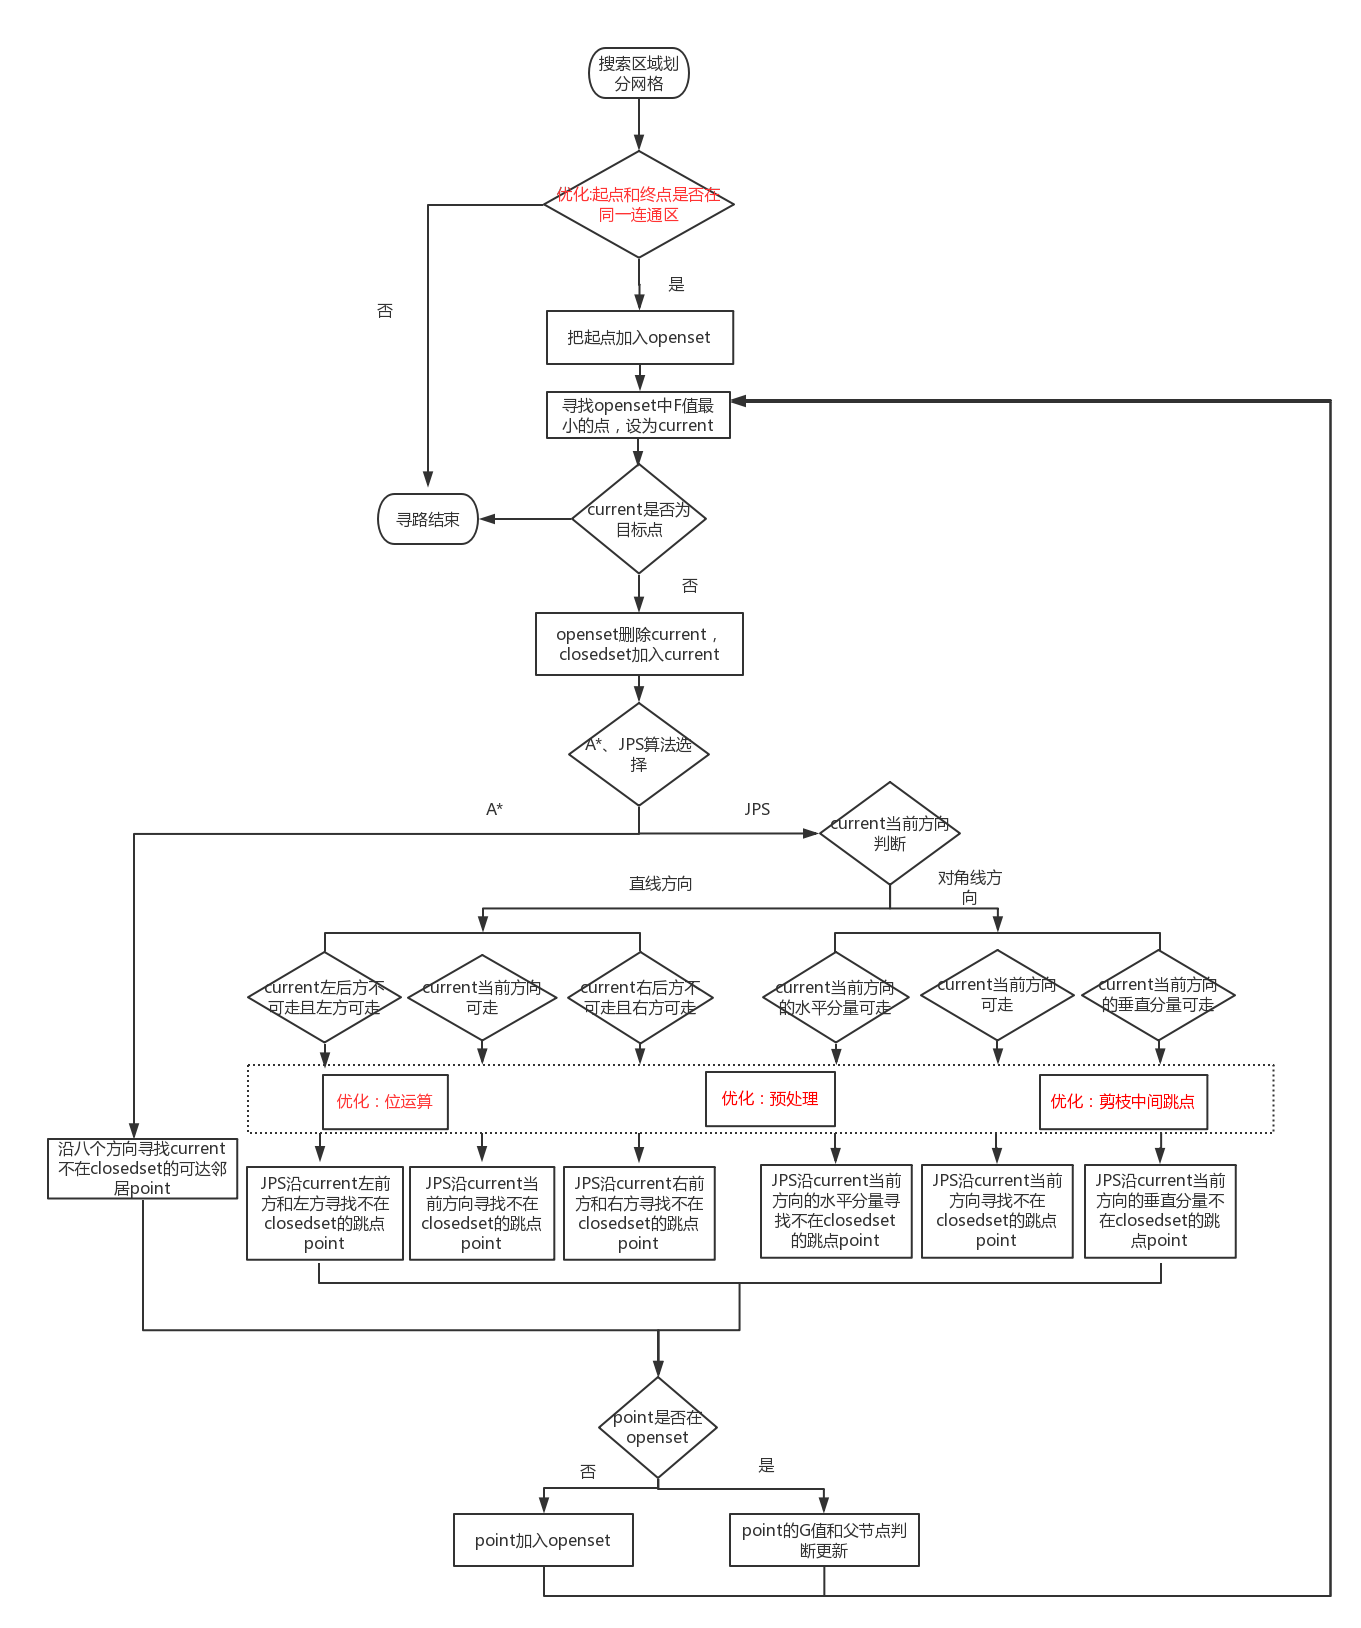 搜索区域划
分网格
优化:起点和终点是否在
同一连通区
是
否
把起点加入openset
寻找openset中F值最
小的点，设为current
current是否为
目标点
寻路结束
否
openset删除current，
closedset加入current
A*、JPS算法选
择
A*
JPS
current当前方向
判断
直线方向
对角线方
向
current左后方不
可走且左方可走
current当前方向
可走
current右后方不
可走且右方可走
current当前方向
的水平分量可走
current当前方向
可走
current当前方向
的垂直分量可走
优化：位运算
优化：预处理
优化：剪枝中间跳点
沿八个方向寻找current
不在closedset的可达邻
居point
JPS沿current左前
方和左方寻找不在
closedset的跳点
point
JPS沿current当
前方向寻找不在
closedset的跳点
point
JPS沿current右前
方和右方寻找不在
closedset的跳点
point
JPS沿current当前
方向的水平分量寻
找不在closedset
的跳点point
JPS沿current当前
方向寻找不在
closedset的跳点
point
JPS沿current当前
方向的垂直分量不
在closedset的跳
点point
point是否在
openset
否
是
point加入openset
point的G值和父节点判
断更新